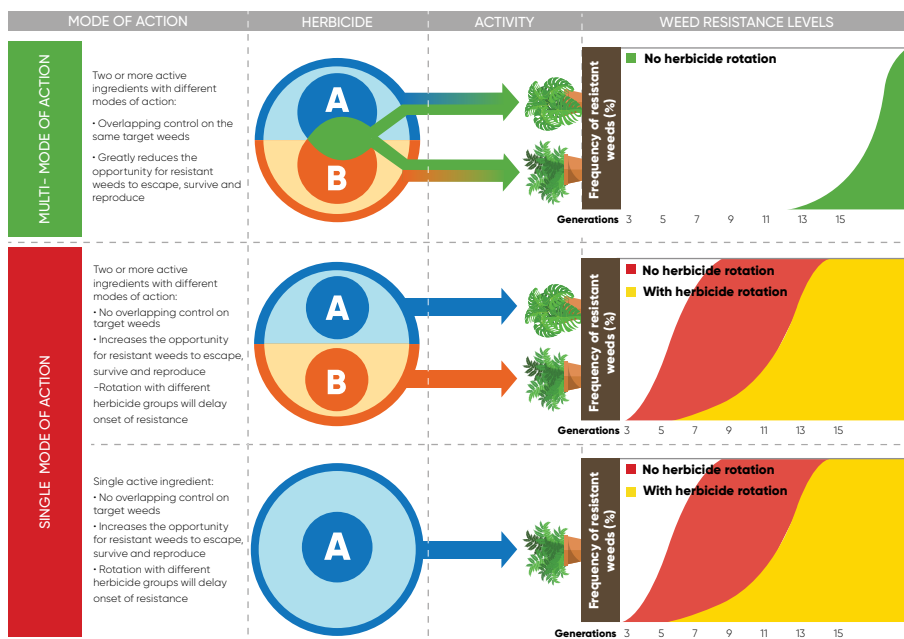 MODE OF ACTION
HERBICIDE
ACTIVITY
WEED RESISTANCE LEVELS
MULTI- MODE OF ACTION
Two or more active
ingredients with different
modes of action:
• Overlapping control on the
same target weeds
• Greatly reduces the
opportunity for resistant
weeds to escape, survive and
reproduce
A
B
Frequency of resistant
weeds (%)
No herbicide rotation
Generations 3 5 7 9 11 13 15
SINGLE MODE OF ACTION
Two or more active
ingredients with different
modes of action:
• No overlapping control on
target weeds
• Increases the opportunity
for resistant weeds to escape,
survive and reproduce
-Rotation with different
herbicide groups will delay
onset of resistance
A
B
Frequency of resistant
weeds (%)
No herbicide rotation
With herbicide rotation
Generations 3 5 7 9 11 13 15
Single active ingredient:
• No overlapping control on
target weeds
• Increases the opportunity
for resistant weeds to escape,
survive and reproduce
• Rotation with different
herbicide groups will delay
onset of resistance
A
Frequency of resistant
weeds (%)
No herbicide rotation
With herbicide rotation
Generations 3 5 7 9 11 13 15